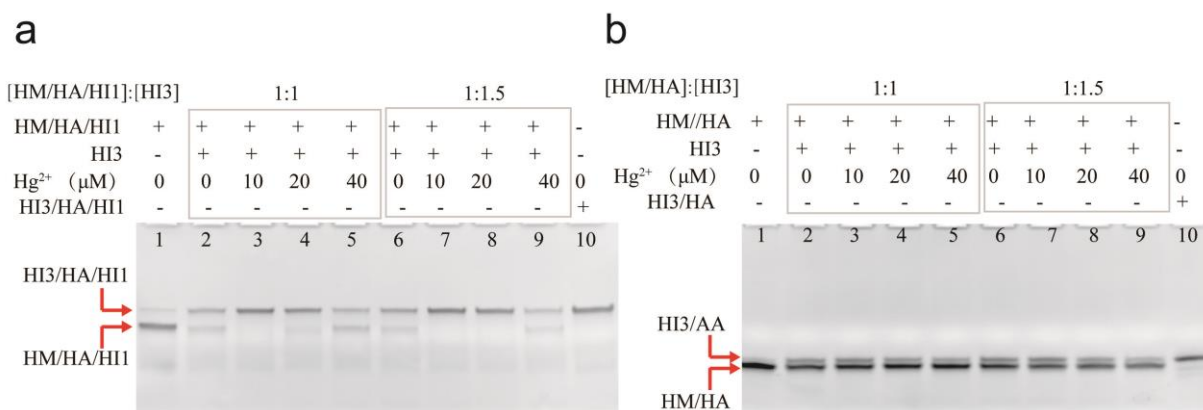 a
[HM/HA/HI1]:[HI3] 1:1 1:1.5
HM/HA/HI1 + + + + + + + + + -
HI3 - + + + + + + + + -
Hg²⁺ (μM) 0 0 10 20 40 0 10 20 40 0
HI3/HA/HI1 - - - - - - - - - +
1 2 3 4 5 6 7 8 9 10
HI3/HA/HI1
HM/HA/HI1
b
[HM/HA]:[HI3] 1:1 1:1.5
HM//HA + + + + + + + + + -
HI3 - + + + + + + + + -
Hg²⁺ (μM) 0 0 10 20 40 0 10 20 40 0
HI3/HA - - - - - - - - - +
1 2 3 4 5 6 7 8 9 10
HI3/AA
HM/HA